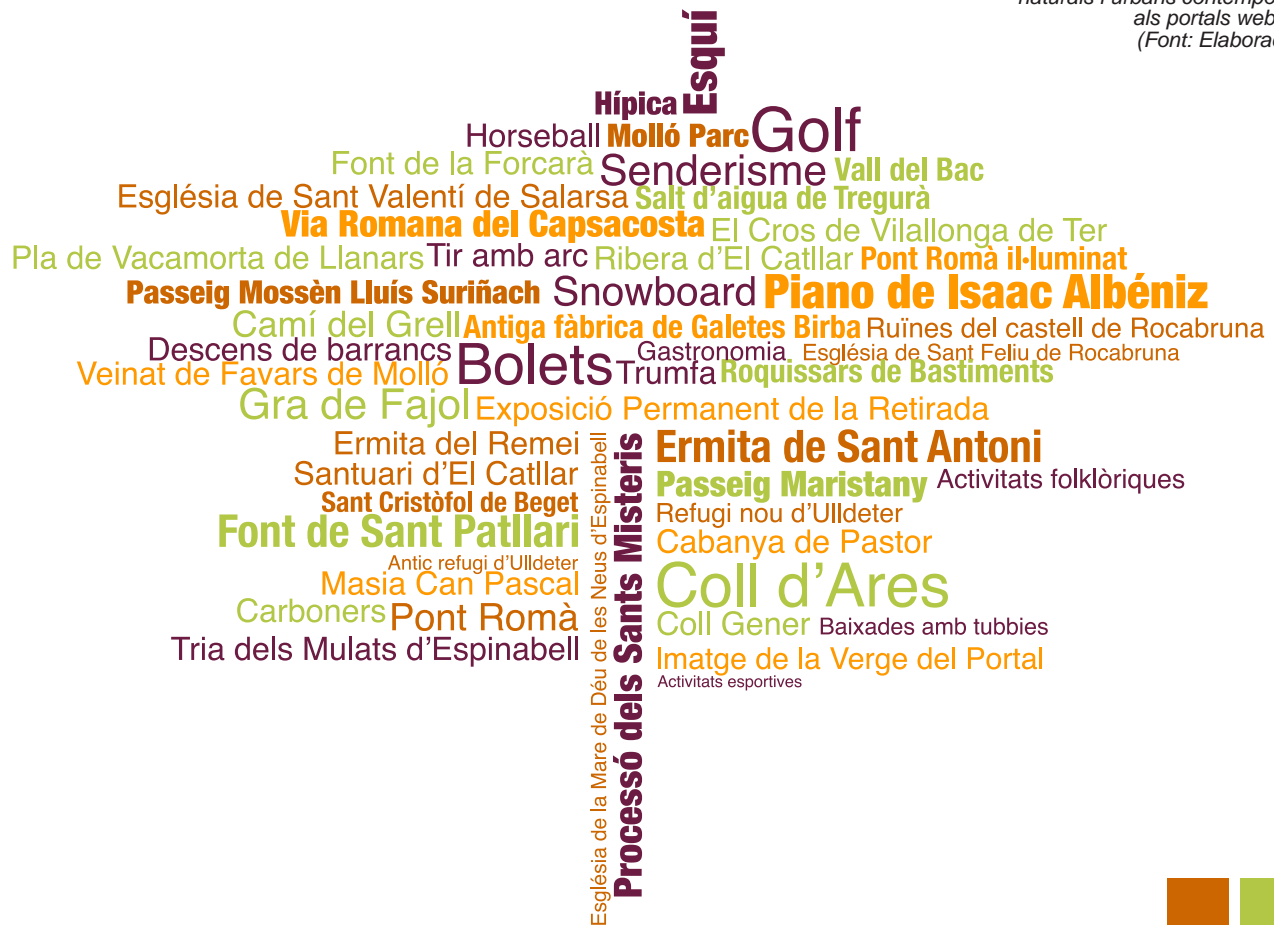 naturals i urbans
als portals web
(Font:
Esquí
Hípica
Horseball Molló Parc Golf
Font de la Forcarà Senderisme Vall del Bac
Església de Sant Valentí de Salarsa Salt d’aigua de Tregurà
Via Romana del Capsacosta El Cros de Vilallonga de Ter
Pla de Vacamorta de Llanars Tir amb arc Ribera d’El Catllar Pont Romà il·luminat
Passeig Mossèn Lluís Suriñach Snowboard Piano de Isaac Albéniz
Camí del Grell Antiga fàbrica de Galetes Birba Ruïnes del castell de Rocabruna
Descens de barrancs Bolets Gastronomia Església de Sant Feliu de Rocabruna
Veinat de Favars de Molló Trumfa Roquissars de Bastiments
Gra de Fajol Exposició Permanent de la Retirada
Ermita del Remei
Santuari d’El Catllar
Sant Cristòfol de Beget
Font de Sant Patllari
Antic refugi d’Ulldeter
Masia Can Pascal
Carboners Pont Romà
Tria dels Mulats d’Espinabell
Església de la Mare de Déu de les Neus d’Espinabell
Processó dels Sants Misteris
Ermita de Sant Antoni
Passeig Maristany Activitats folklòriques
Refugi nou d’Ulldeter
Cabanya de Pastor
Coll d’Ares
Coll Gener Baixades amb tubbies
Imatge de la Verge del Portal
Activitats esportives